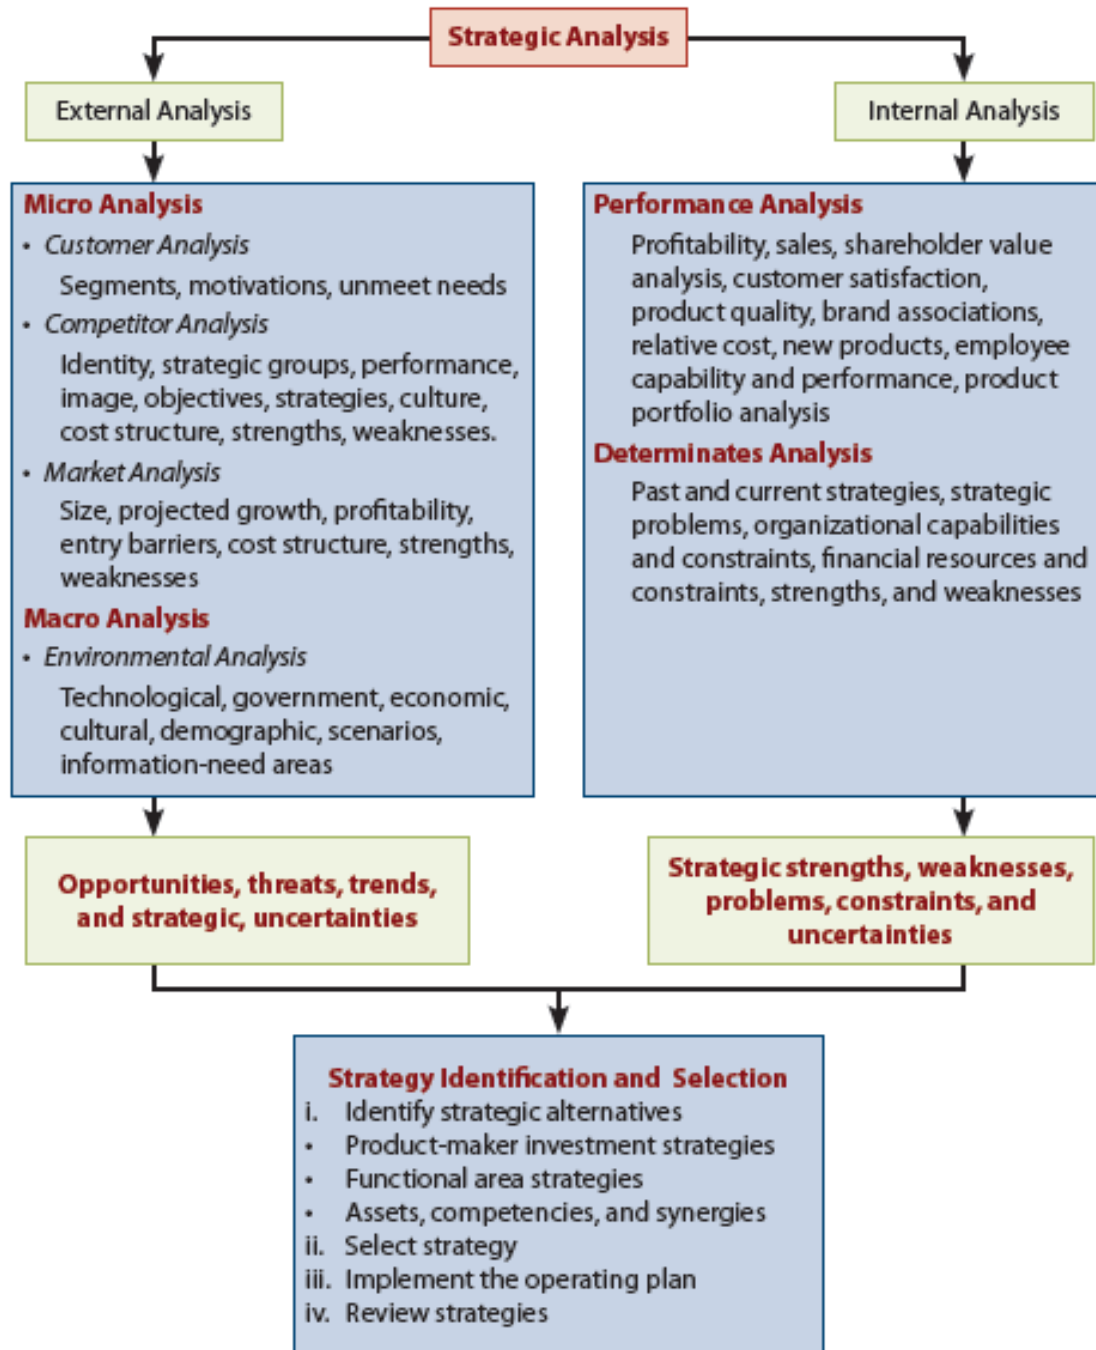 Strategic Analysis
External Analysis
Internal Analysis
Micro Analysis
• Customer Analysis
Segments, motivations, unmeet needs
• Competitor Analysis
Identity, strategic groups, performance,
image, objectives, strategies, culture,
cost structure, strengths, weaknesses.
• Market Analysis
Size, projected growth, profitability,
entry barriers, cost structure, strengths,
weaknesses
Macro Analysis
• Environmental Analysis
Technological, government, economic,
cultural, demographic, scenarios,
information-need areas
Performance Analysis
Profitability, sales, shareholder value
analysis, customer satisfaction,
product quality, brand associations,
relative cost, new products, employee
capability and performance, product
portfolio analysis
Determinates Analysis
Past and current strategies, strategic
problems, organizational capabilities
and constraints, financial resources and
constraints, strengths, and weaknesses
Opportunities, threats, trends,
and strategic, uncertainties
Strategic strengths, weaknesses,
problems, constraints, and
uncertainties
Strategy Identification and Selection
i. Identify strategic alternatives
• Product-maker investment strategies
• Functional area strategies
• Assets, competencies, and synergies
ii. Select strategy
iii. Implement the operating plan
iv. Review strategies